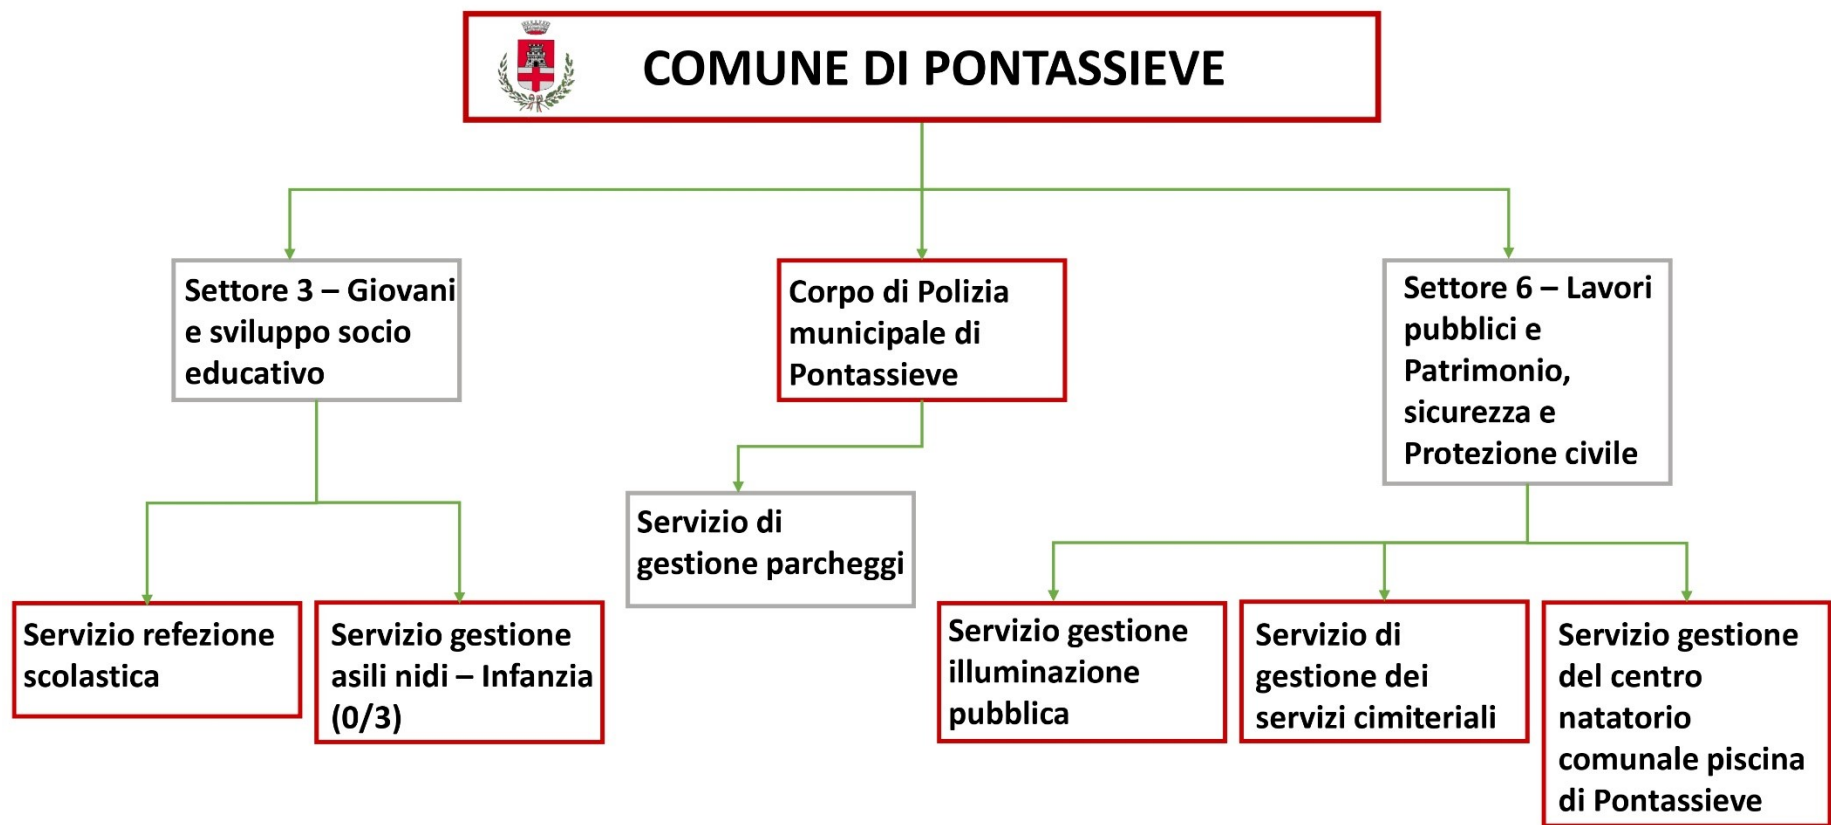 COMUNE DI PONTASSIEVE
Settore 3 – Giovani
e sviluppo socio
educativo
Corpo di Polizia
municipale di
Pontassieve
Settore 6 – Lavori
pubblici e
Patrimonio,
sicurezza e
Protezione civile
Servizio di
gestione parcheggi
Servizio refezione
scolastica
Servizio gestione
asili nidi – Infanzia
(0/3)
Servizio gestione
illuminazione
pubblica
Servizio di
gestione dei
servizi cimiteriali
Servizio gestione
del centro
natatorio
comunale piscina
di Pontassieve